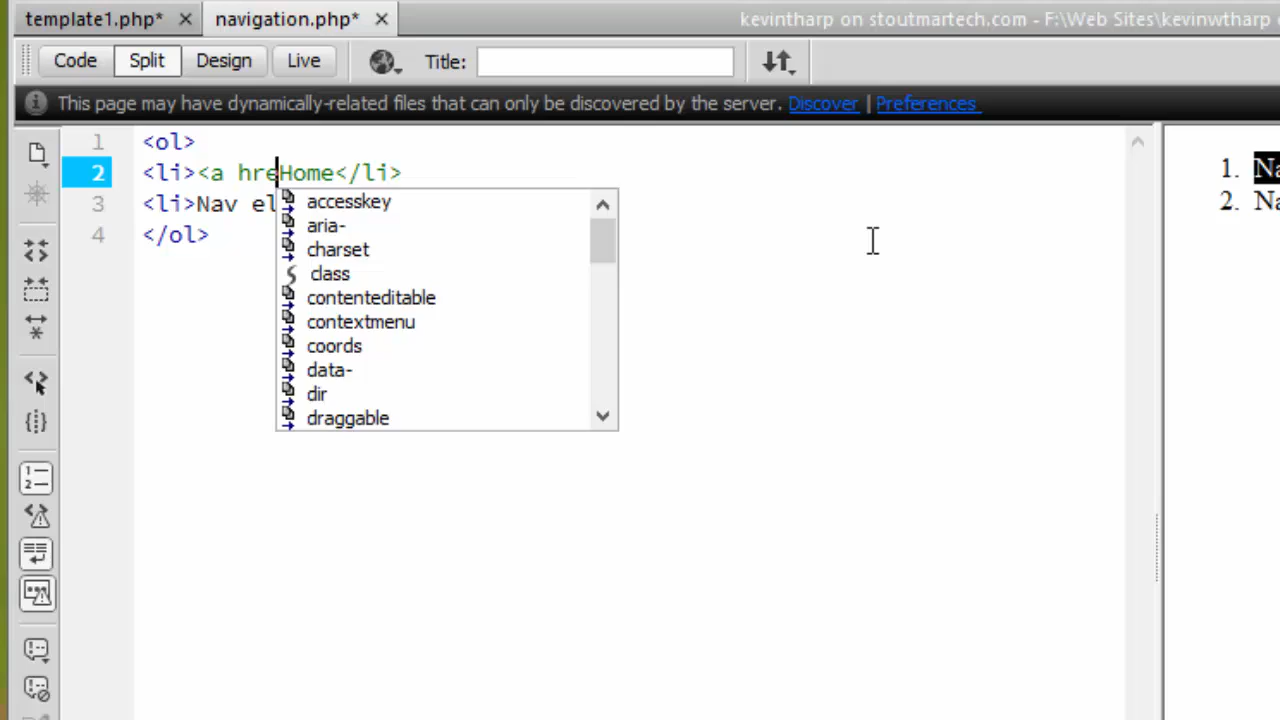 template1.php* × navigation.php* × kevintharp on stoutmartech.com - F:\Web Sites\kevinwtharp
Code Split Design Live Title:
This page may have dynamically-related files that can only be discovered by the server. Discover | Preferences
1 <ol>
2 <li><a hreHome</li>
3 <li>Nav el
4 </ol>
accesskey
aria-
charset
class
contenteditable
contextmenu
coords
data-
dir
draggable
1. Na
2. Na